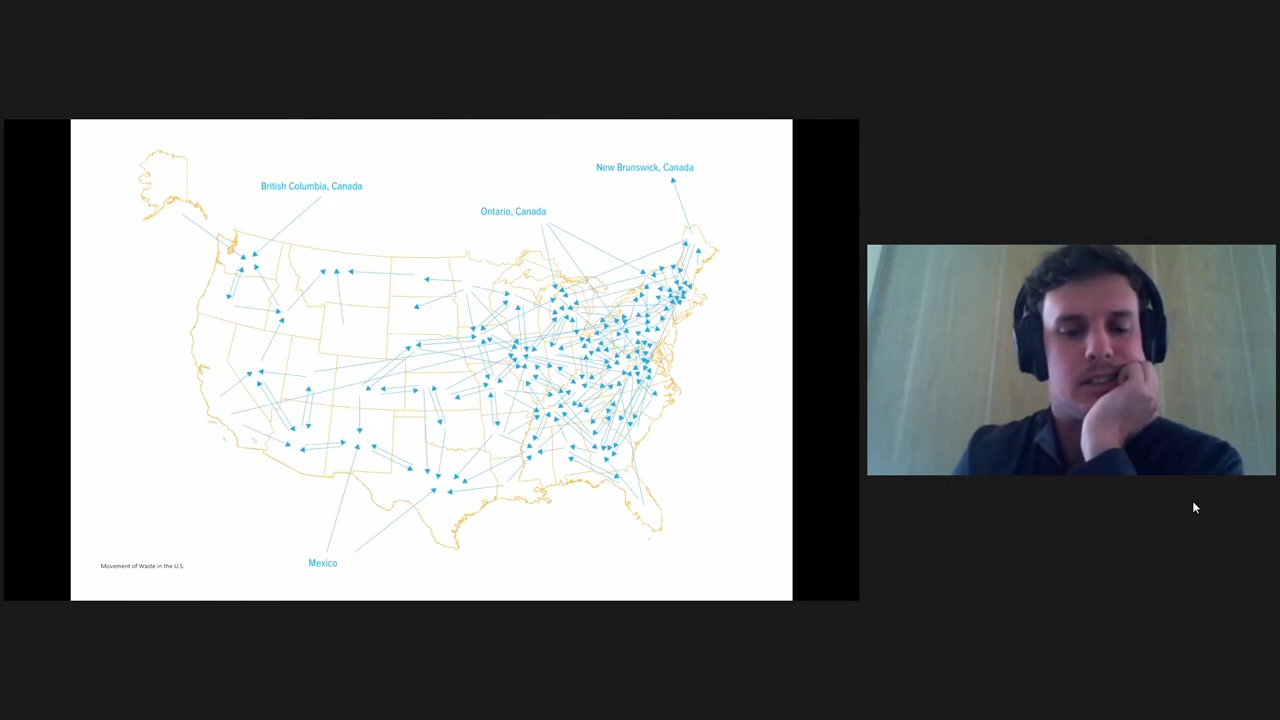 New Brunswick, Canada
British Columbia, Canada
Ontario, Canada
Mexico
Movement of Waste in the U.S.